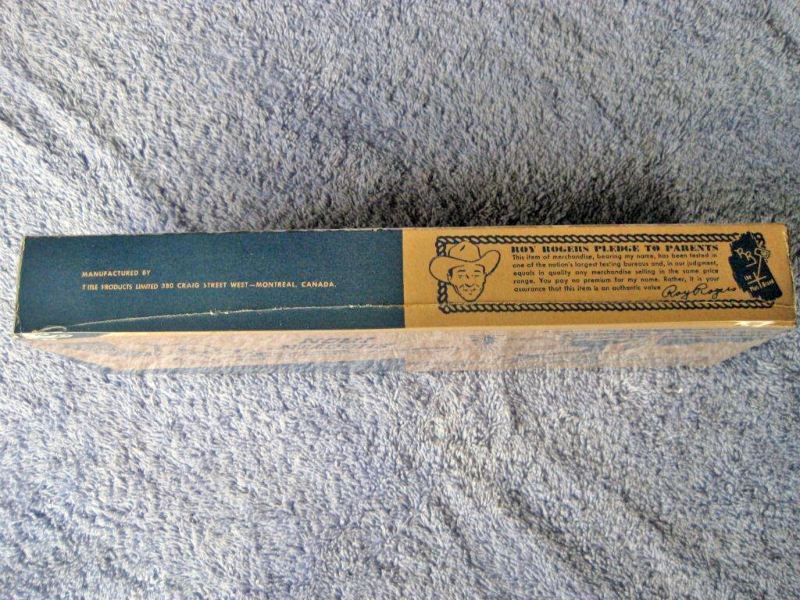 MANUFACTURED BY
TITLE PRODUCTS LIMITED 380 CRAIG STREET WEST—MONTREAL, CANADA.
ROY ROGERS PLEDGE TO PARENTS
This item of merchandise, bearing my name, has been tested in
one of the nation's largest testing bureaus and, in our judgment,
equals in quality any merchandise selling in the same price
range. You pay no premium for my name. Rather, it is your
assurance that this item is an authentic value
Roy Rogers
RR